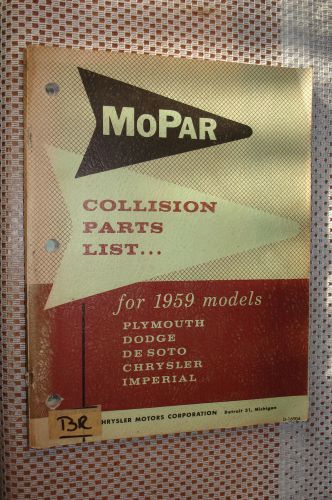 MOPAR
COLLISION
PARTS
LIST...
for 1959 models
PLYMOUTH
DODGE
DE SOTO
CHRYSLER
IMPERIAL
BR
CHRYSLER MOTORS CORPORATION Detroit 31, Michigan